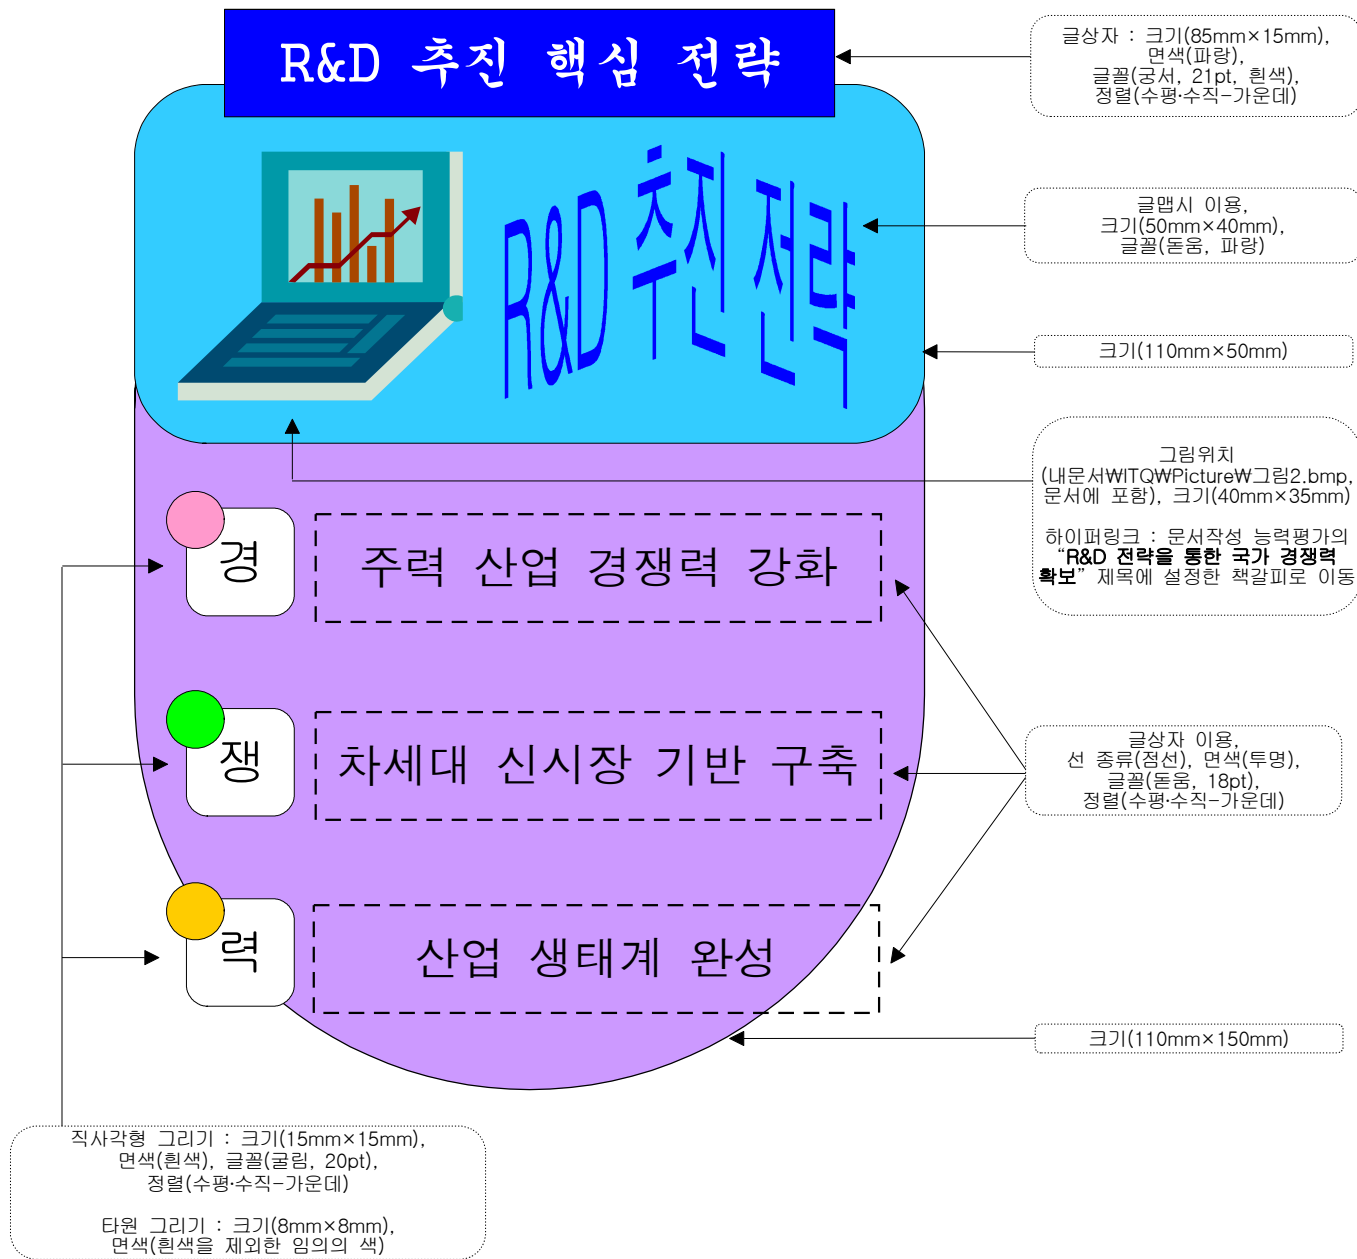 R&D 추진 핵심 전략
글상자 : 크기(85mm×15mm),
면색(파랑),
글꼴(궁서, 21pt, 흰색),
정렬(수평·수직-가운데)
R&D 추진 전략
글맵시 이용,
크기(50mm×40mm),
글꼴(돋움, 파랑)
크기(110mm×50mm)
그림위치
(내문서₩ITQ₩Picture₩그림2.bmp,
문서에 포함), 크기(40mm×35mm)
하이퍼링크 : 문서작성 능력평가의
“R&D 전략을 통한 국가 경쟁력
확보” 제목에 설정한 책갈피로 이동
경
주력 산업 경쟁력 강화
쟁
차세대 신시장 기반 구축
글상자 이용,
선 종류(점선), 면색(투명),
글꼴(돋움, 18pt),
정렬(수평·수직-가운데)
력
산업 생태계 완성
크기(110mm×150mm)
직사각형 그리기 : 크기(15mm×15mm),
면색(흰색), 글꼴(굴림, 20pt),
정렬(수평·수직-가운데)
타원 그리기 : 크기(8mm×8mm),
면색(흰색을 제외한 임의의 색)